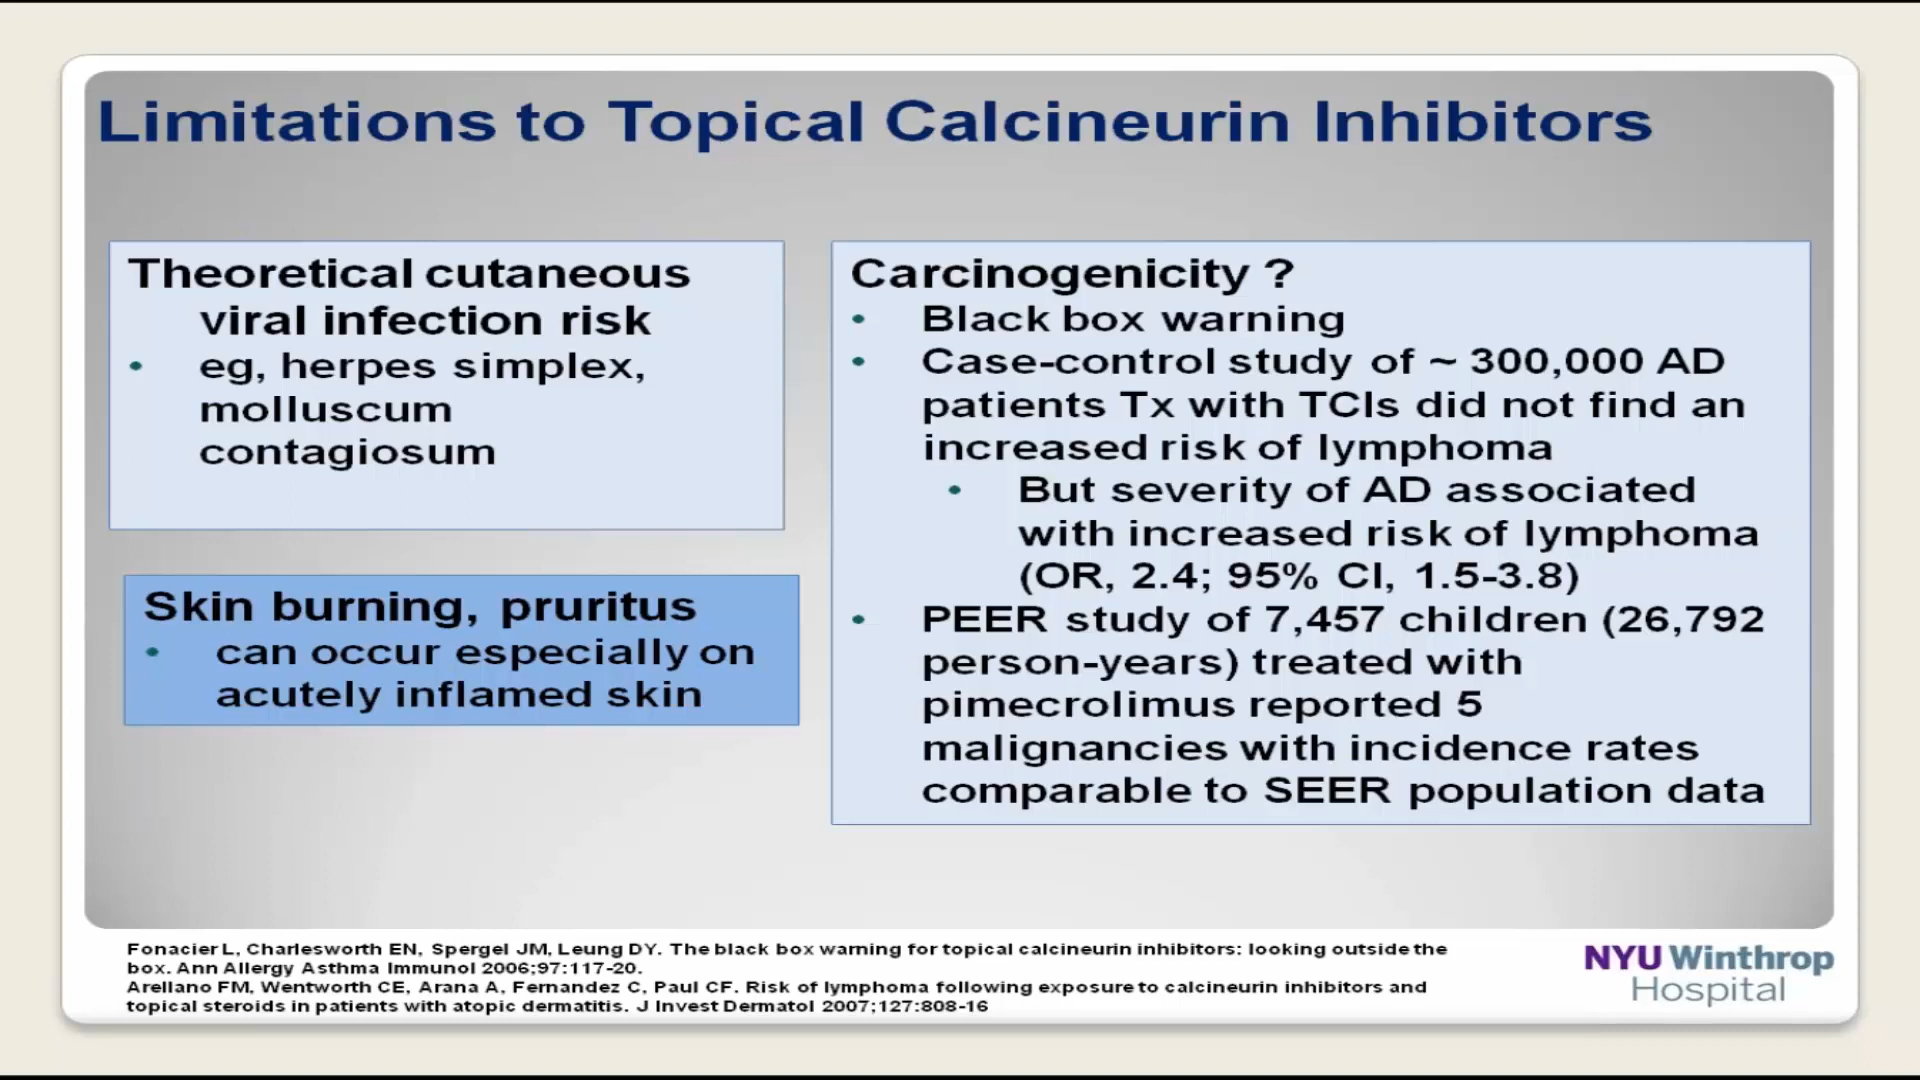 Limitations to Topical Calcineurin Inhibitors
Theoretical cutaneous
viral infection risk
• eg, herpes simplex,
molluscum
contagiosum
Skin burning, pruritus
• can occur especially on
acutely inflamed skin
Carcinogenicity ?
• Black box warning
• Case-control study of ~ 300,000 AD
patients Tx with TCIs did not find an
increased risk of lymphoma
• But severity of AD associated
with increased risk of lymphoma
(OR, 2.4; 95% CI, 1.5-3.8)
• PEER study of 7,457 children (26,792
person-years) treated with
pimecrolimus reported 5
malignancies with incidence rates
comparable to SEER population data
Fonacier L, Charlesworth EN, Spergel JM, Leung DY. The black box warning for topical calcineurin inhibitors: looking outside the
box. Ann Allergy Asthma Immunol 2006;97:117-20.
Arellano FM, Wentworth CE, Arana A, Fernandez C, Paul CF. Risk of lymphoma following exposure to calcineurin inhibitors and
topical steroids in patients with atopic dermatitis. J Invest Dermatol 2007;127:808-16
NYU Winthrop
Hospital